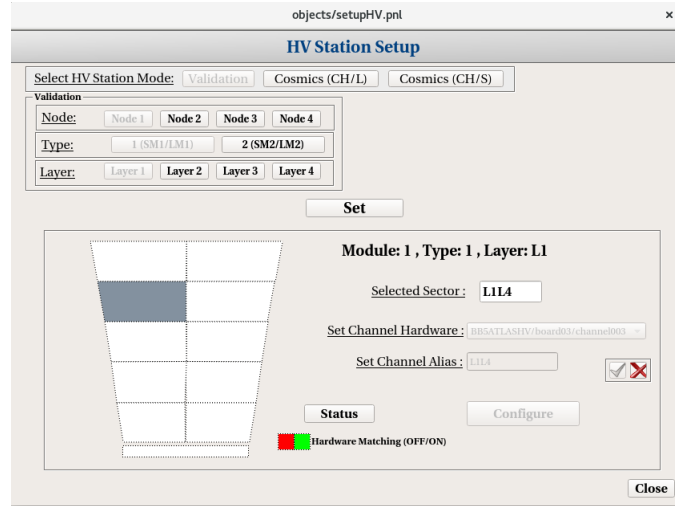 objects/setupHV.pnl ×
HV Station Setup
Select HV Station Mode: Validation Cosmics (CH/L) Cosmics (CH/S)
Validation
Node: Node 1 Node 2 Node 3 Node 4
Type: 1 (SM1/LM1) 2 (SM2/LM2)
Layer: Layer 1 Layer 2 Layer 3 Layer 4
Set
Module: 1 , Type: 1 , Layer: L1
Selected Sector : L1L4
Set Channel Hardware : BB5ATLASHV/board03/channel003
Set Channel Alias : L1L4
Status Configure
Hardware Matching (OFF/ON)
Close